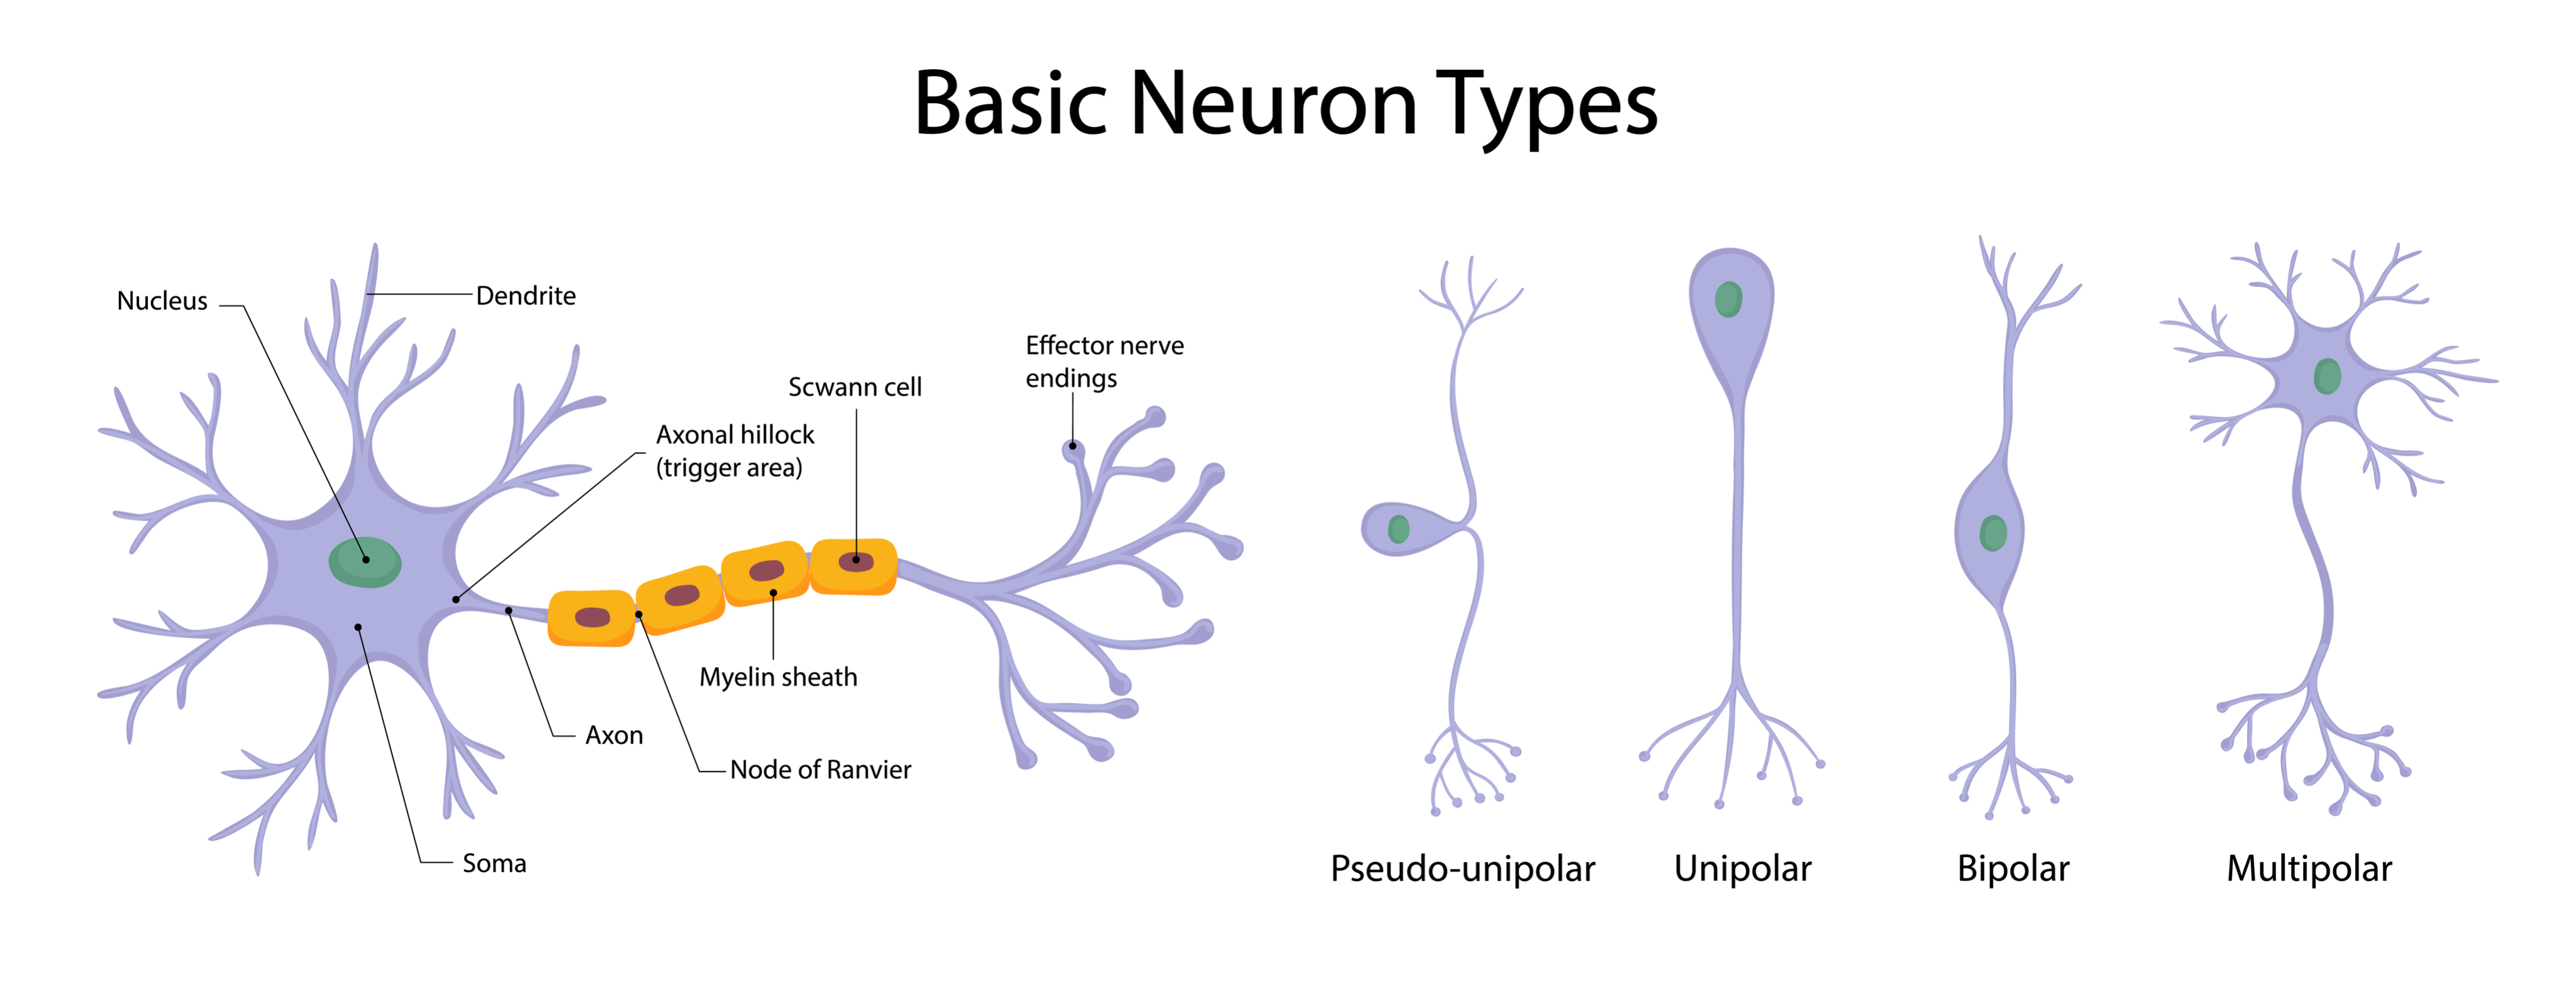 Basic Neuron Types
Nucleus
Dendrite
Effector nerve
endings
Scwann cell
Axonal hillock
(trigger area)
Myelin sheath
Axon
Node of Ranvier
Soma
Pseudo-unipolar
Unipolar
Bipolar
Multipolar